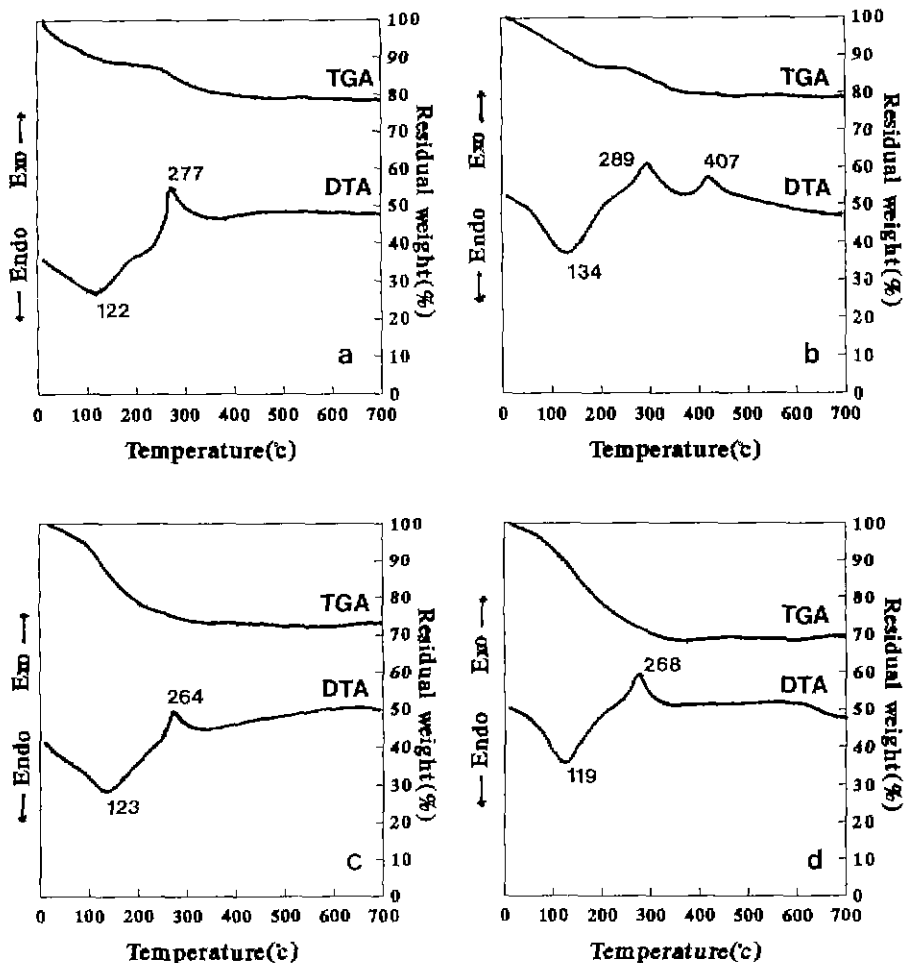 100
90
80
70
60
50
40
30
20
10
0
Residual weight(%)
← Endo Exo →
TGA
277
DTA
122
a
0 100 200 300 400 500 600 700
Temperature(℃)
100
90
80
70
60
50
40
30
20
10
0
Residual weight(%)
← Endo Exo →
TGA
289
407
DTA
134
b
0 100 200 300 400 500 600 700
Temperature(℃)
100
90
80
70
60
50
40
30
20
10
0
Residual weight(%)
← Endo Exo →
TGA
264
DTA
123
c
0 100 200 300 400 500 600 700
Temperature(℃)
100
90
80
70
60
50
40
30
20
10
0
Residual weight(%)
← Endo Exo →
TGA
268
DTA
119
d
0 100 200 300 400 500 600 700
Temperature(℃)